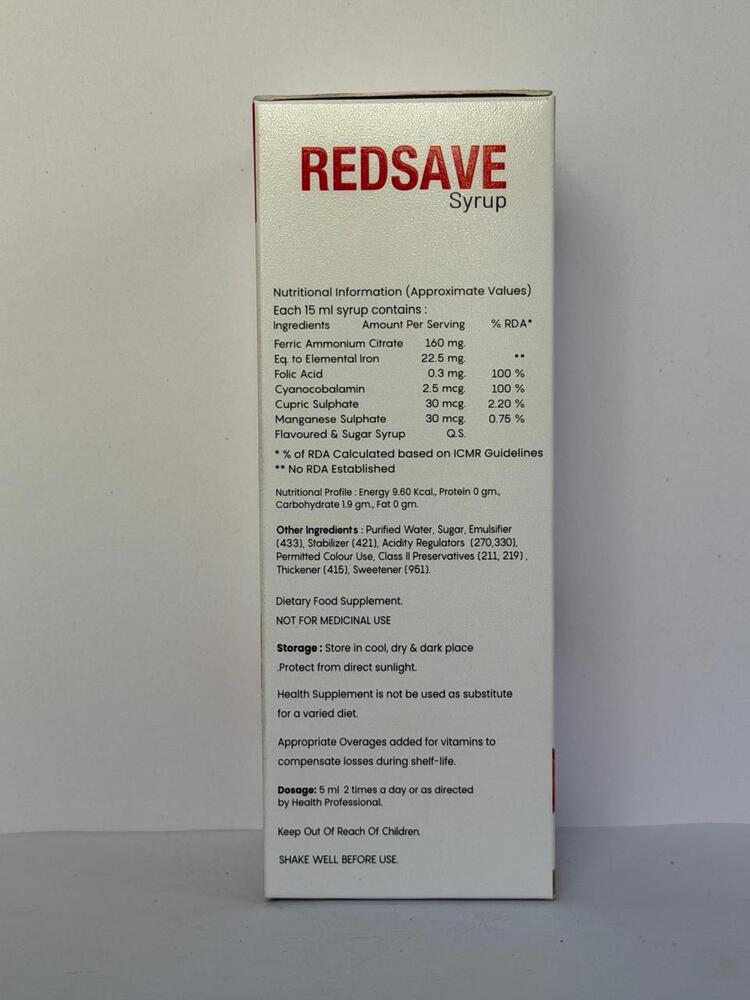 REDSAVE
Syrup
Nutritional Information (Approximate Values)
Each 15 ml syrup contains :
Ingredients Amount Per Serving % RDA*
Ferric Ammonium Citrate 160 mg.
Eq. to Elemental Iron 22.5 mg. **
Folic Acid 0.3 mg. 100 %
Cyanocobalamin 2.5 mcg. 100 %
Cupric Sulphate 30 mcg. 2.20 %
Manganese Sulphate 30 mcg. 0.75 %
Flavoured & Sugar Syrup Q.S.
* % of RDA Calculated based on ICMR Guidelines
** No RDA Established
Nutritional Profile : Energy 9.60 Kcal., Protein 0 gm.,
Carbohydrate 1.9 gm., Fat 0 gm.
Other Ingredients : Purified Water, Sugar, Emulsifier
(433), Stabilizer (421), Acidity Regulators (270,330),
Permitted Colour Use, Class II Preservatives (211, 219) ,
Thickener (415), Sweetener (951).
Dietary Food Supplement.
NOT FOR MEDICINAL USE
Storage : Store in cool, dry & dark place
.Protect from direct sunlight.
Health Supplement is not be used as substitute
for a varied diet.
Appropriate Overages added for vitamins to
compensate losses during shelf-life.
Dosage: 5 ml 2 times a day or as directed
by Health Professional.
Keep Out Of Reach Of Children.
SHAKE WELL BEFORE USE.